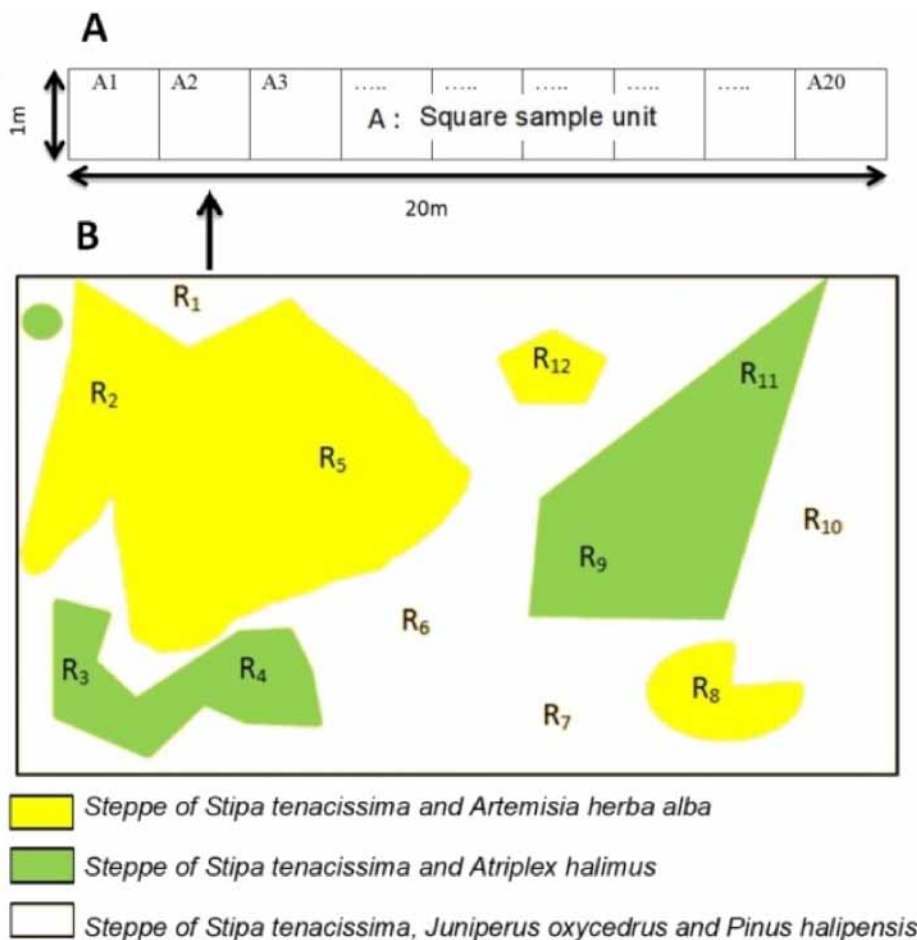 A
A1 A2 A3 ..... ..... ..... ..... ..... A20
1m
A : Square sample unit
20m
B
R1
R12
R11
R2
R5
R10
R9
R6
R3 R4
R8
R7
Steppe of Stipa tenacissima and Artemisia herba alba
Steppe of Stipa tenacissima and Atriplex halimus
Steppe of Stipa tenacissima, Juniperus oxycedrus and Pinus halipensis